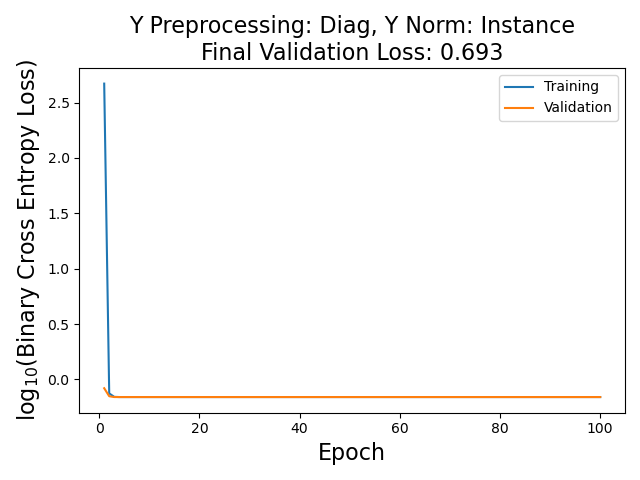 Y Preprocessing: Diag, Y Norm: Instance
Final Validation Loss: 0.693
Training
Validation
log₁₀(Binary Cross Entropy Loss)
2.5
2.0
1.5
1.0
0.5
0.0
0 20 40 60 80 100
Epoch